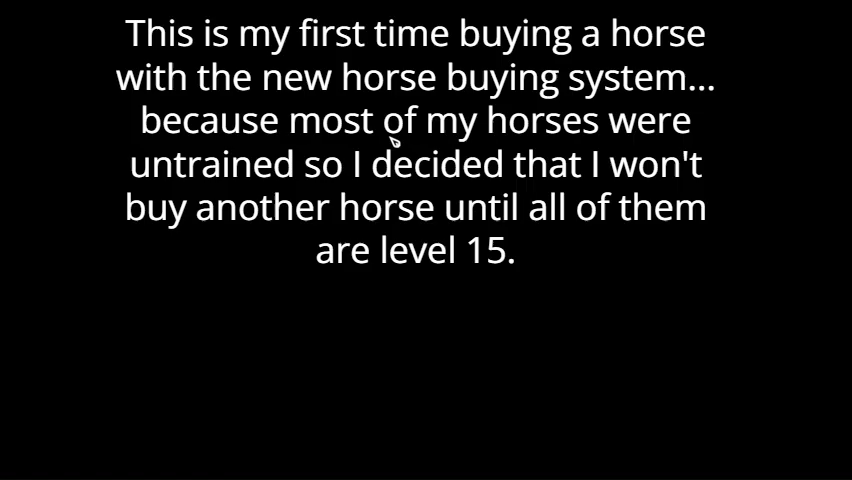 This is my first time buying a horse
with the new horse buying system...
because most of my horses were
untrained so I decided that I won't
buy another horse until all of them
are level 15.